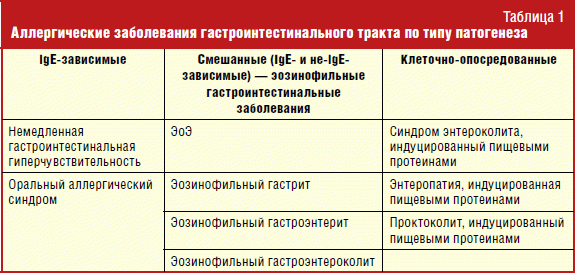 Таблица 1
Аллергические заболевания гастроинтестинального тракта по типу патогенеза
IgE-зависимые
Смешанные (IgE- и не-IgE-
зависимые) — эозинофильные
гастроинтестинальные
заболевания
Клеточно-опосредованные
Немедленная
гастроинтестинальная
гиперчувствительность
ЭоЭ
Синдром энтероколита,
индуцированный пищевыми
протеинами
Оральный аллергический
синдром
Эозинофильный гастрит
Энтеропатия, индуцированная
пищевыми протеинами
Эозинофильный гастроэнтерит
Проктоколит, индуцированный
пищевыми протеинами
Эозинофильный гастроэнтероколит